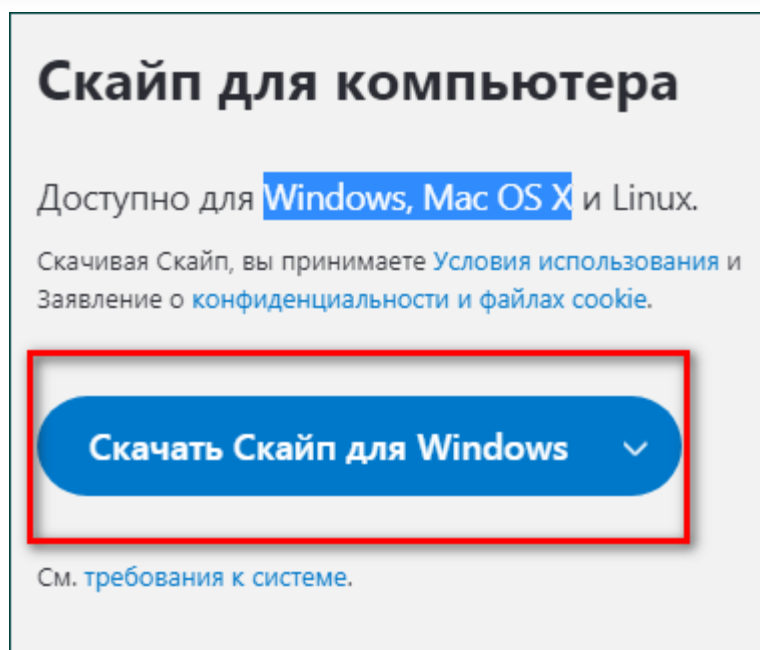 Скайп для компьютера
Доступно для Windows, Mac OS X и Linux.
Скачивая Скайп, вы принимаете Условия использования и
Заявление о конфиденциальности и файлах cookie.
Скачать Скайп для Windows
См. требования к системе.